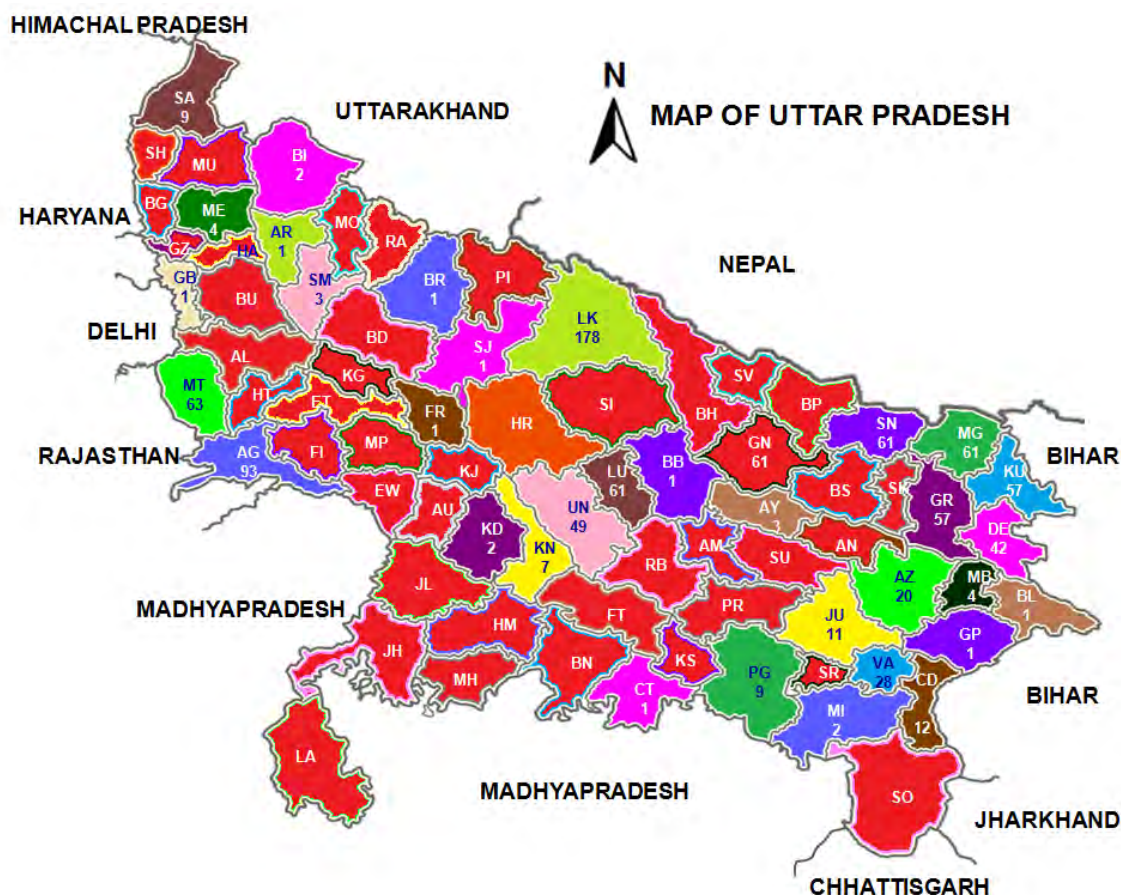 HIMACHAL PRADESH
N
MAP OF UTTAR PRADESH
UTTARAKHAND
SA
9
SH
MU
BI
2
HARYANA
BG
ME
4
AR
1
MO
RA
GZ
HA
GB
1
BU
SM
3
BR
1
PI
NEPAL
DELHI
AL
BD
SJ
1
LK
178
MT
63
HT
KG
ET
FR
1
HR
SI
BH
SV
BP
RAJASTHAN
AG
93
FI
MP
KJ
GN
61
SN
61
MG
61
KU
57
BIHAR
EW
AU
KD
2
KN
7
UN
49
LU
61
BB
1
AY
3
BS
SK
GR
57
DE
42
MADHYAPRADESH
JL
RB
AM
SU
AN
AZ
20
MB
4
BL
1
JH
HM
FT
PR
JU
11
GP
1
MH
BN
CT
1
KS
PG
9
SR
VA
28
CD
12
BIHAR
MI
2
LA
MADHYAPRADESH
SO
JHARKHAND
CHHATTISGARH